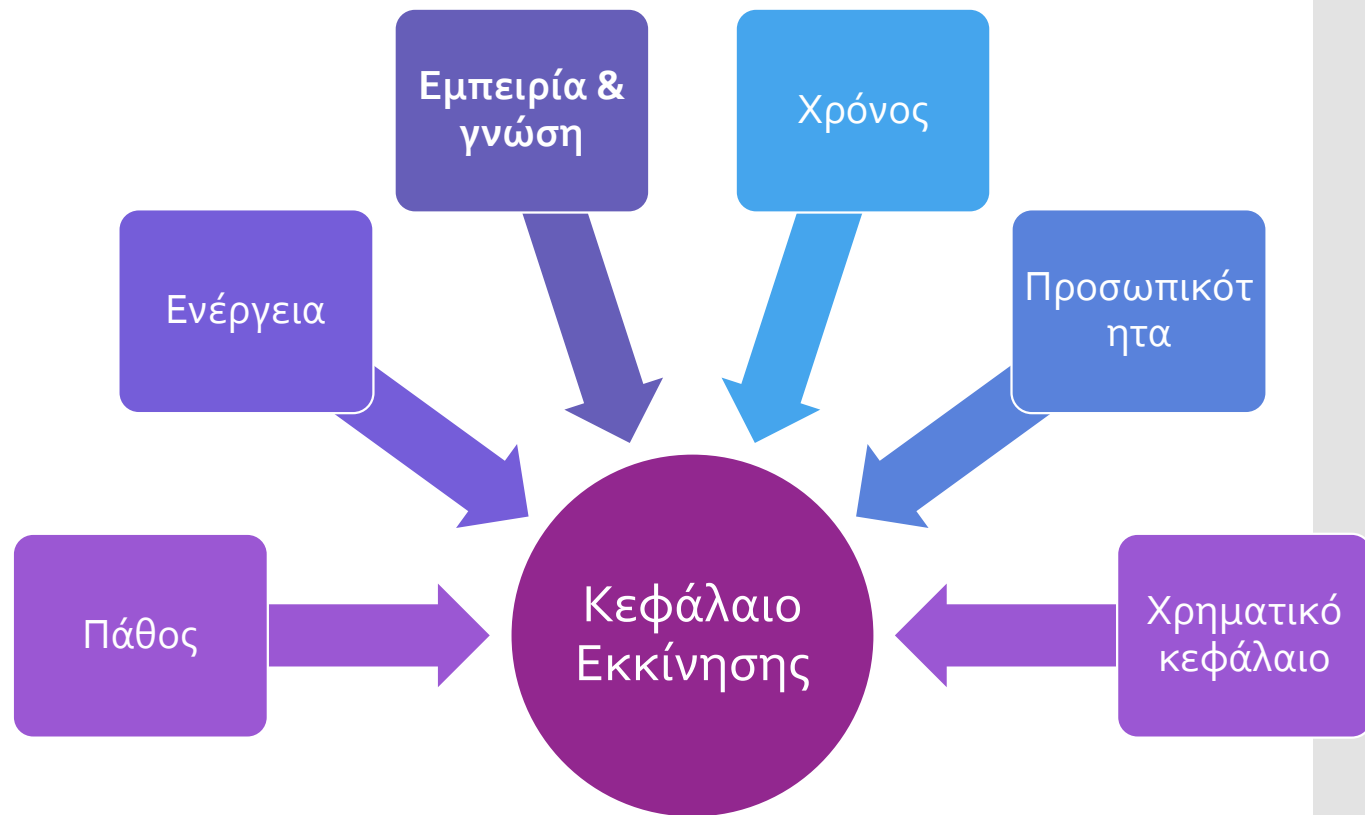 Εμπειρία &
γνώση
Χρόνος
Ενέργεια
Προσωπικότ
ητα
Πάθος
Κεφάλαιο
Εκκίνησης
Χρηματικό
κεφάλαιο